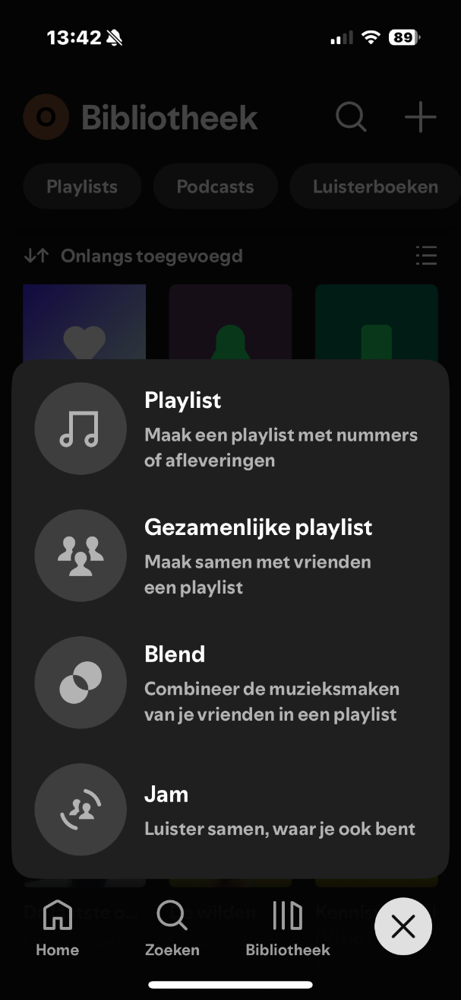 13:42
89
O
Bibliotheek
Playlists
Podcasts
Luisterboeken
Onlangs toegevoegd
Playlist
Maak een playlist met nummers
of afleveringen
Gezamenlijke playlist
Maak samen met vrienden
een playlist
Blend
Combineer de muzieksmaken
van je vrienden in een playlist
Jam
Luister samen, waar je ook bent
wilden
Home
Zoeken
Bibliotheek